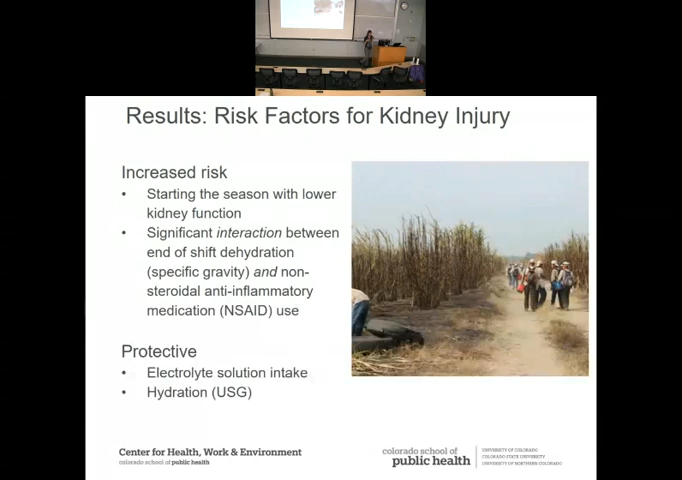 Results: Risk Factors for Kidney Injury
Increased risk
• Starting the season with lower
kidney function
• Significant interaction between
end of shift dehydration
(specific gravity) and non-
steroidal anti-inflammatory
medication (NSAID) use
Protective
• Electrolyte solution intake
• Hydration (USG)
Center for Health, Work & Environment
colorado school of public health
colorado school of
public health
UNIVERSITY OF COLORADO
COLORADO STATE UNIVERSITY
UNIVERSITY OF NORTHERN COLORADO